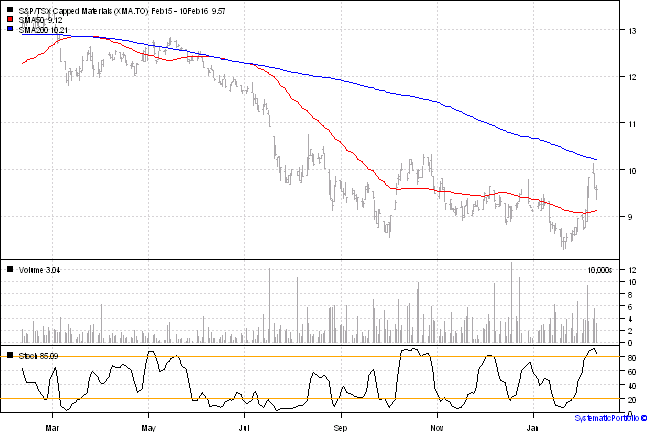 S&P/TSX Capped Materials (XMA.TO) Feb15 - 10Feb16 9.57
SMA50 9.12
SMA200 10.21
13
12
11
10
9
Volume 3.04
10,000s
12
10
8
6
4
2
0
Stoch 85.09
80
60
40
20
0
Mar
May
Jul
Sep
Nov
Jan
SystematicPortfolio ©